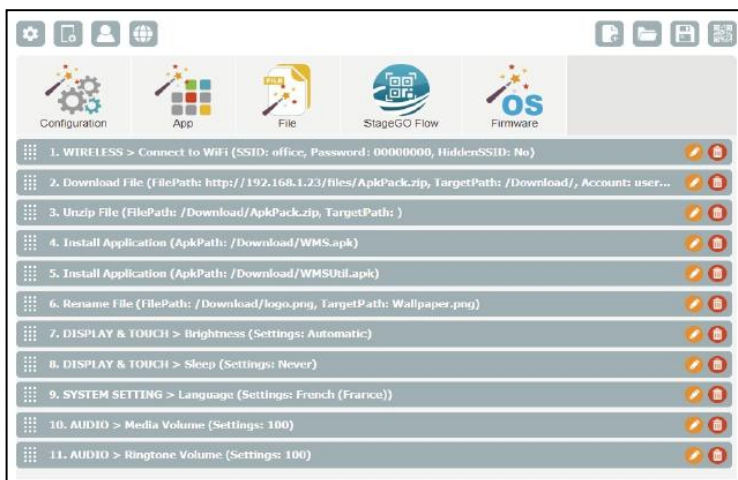 FILE
OS
Configuration
App
File
StageGO Flow
Firmware
1. WIRELESS > Connect to WiFi (SSID: office, Password: 00000000, HiddenSSID: No)
2. Download File (FilePath: http://192.168.1.23/files/ApkPack.zip, TargetPath: /Download/, Account: user...
3. Unzip File (FilePath: /Download/ApkPack.zip, TargetPath: )
4. Install Application (ApkPath: /Download/WMS.apk)
5. Install Application (ApkPath: /Download/WMSUtil.apk)
6. Rename File (FilePath: /Download/logo.png, TargetPath: Wallpaper.png)
7. DISPLAY & TOUCH > Brightness (Settings: Automatic)
8. DISPLAY & TOUCH > Sleep (Settings: Never)
9. SYSTEM SETTING > Language (Settings: French (France))
10. AUDIO > Media Volume (Settings: 100)
11. AUDIO > Ringtone Volume (Settings: 100)